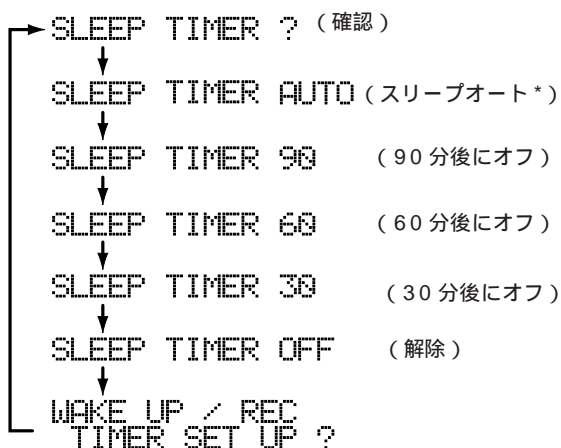 SLEEP TIMER ? (確認)
SLEEP TIMER AUTO (スリープオート*)
SLEEP TIMER 90 (90分後にオフ)
SLEEP TIMER 60 (60分後にオフ)
SLEEP TIMER 30 (30分後にオフ)
SLEEP TIMER OFF (解除)
WAKE UP / REC
TIMER SET UP ?